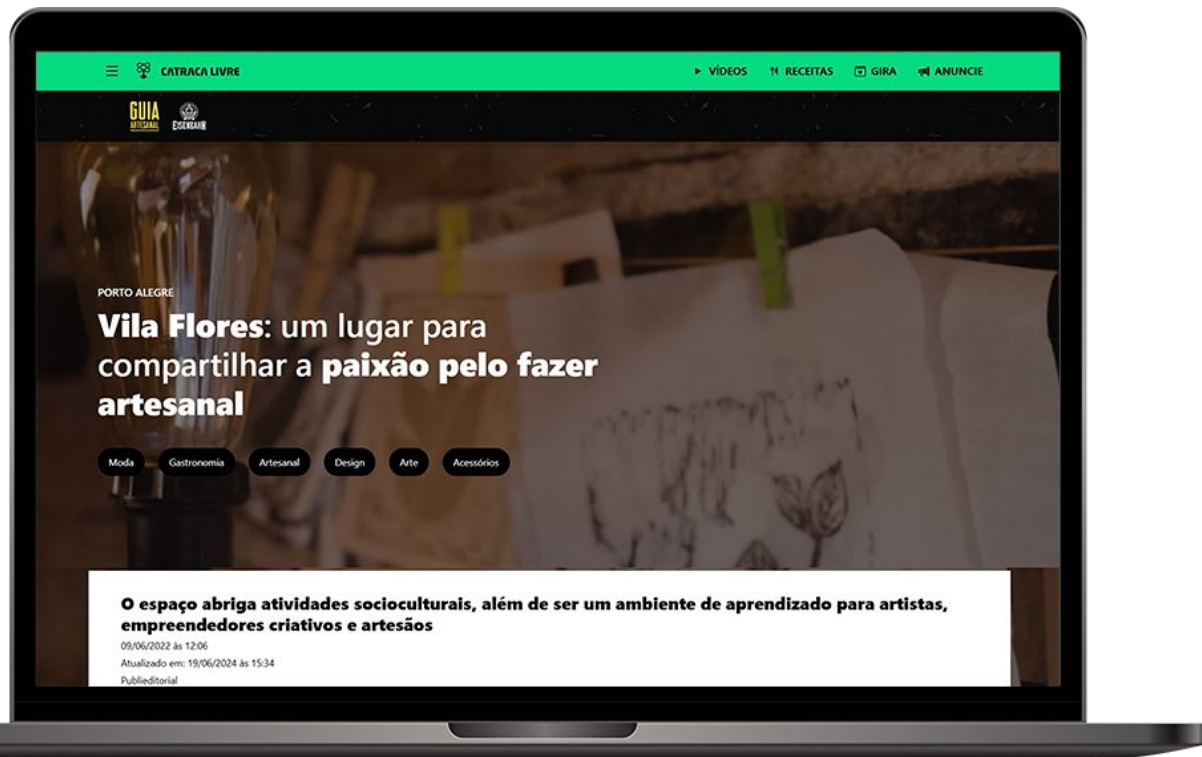 CATRACA LIVRE
VÍDEOS
RECEITAS
GIRA
ANUNCIE
GUIA
ARTESANAL
EISENBAHN
PORTO ALEGRE
Vila Flores: um lugar para
compartilhar a paixão pelo fazer
artesanal
Moda
Gastronomia
Artesanal
Design
Arte
Acessórios
O espaço abriga atividades socioculturais, além de ser um ambiente de aprendizado para artistas,
empreendedores criativos e artesãos
09/06/2022 às 12:06
Atualizado em: 19/06/2024 às 15:34
Publieditorial